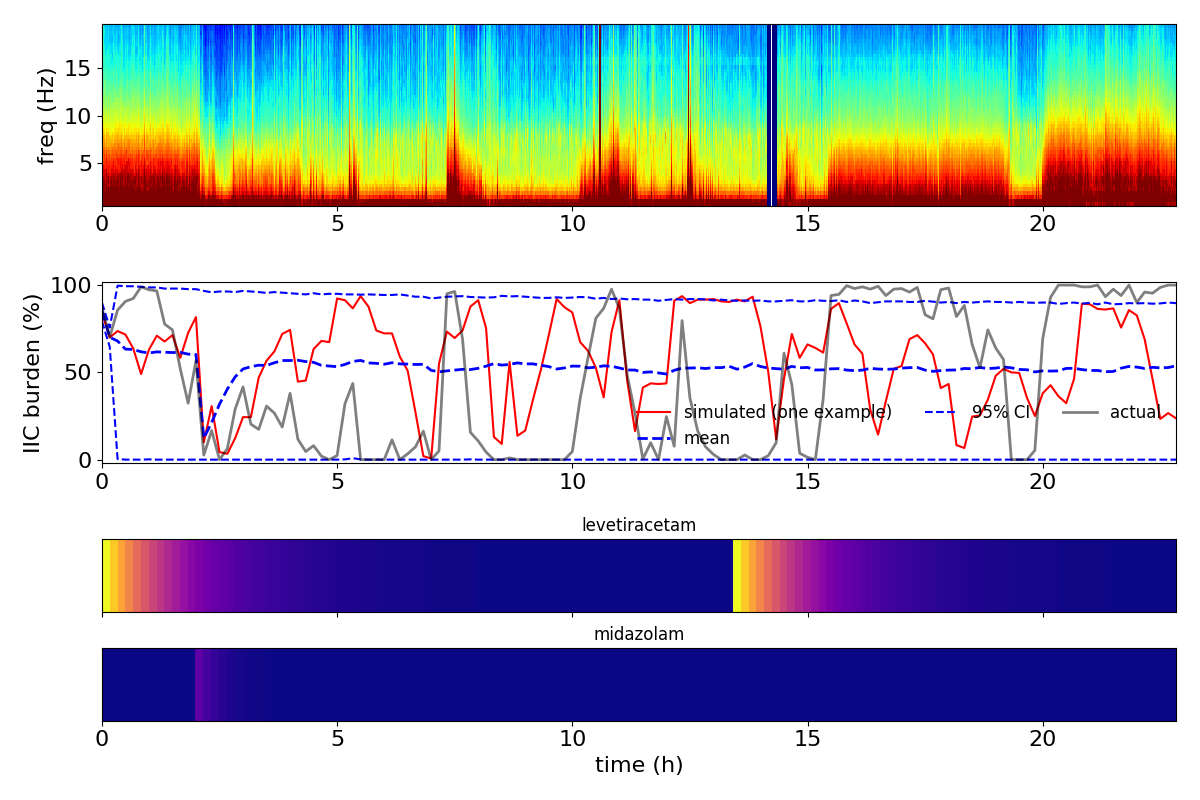 freq (Hz)
15
10
5
0 5 10 15 20
IIC burden (%)
100
50
0
simulated (one example) 95% CI actual
mean
0 5 10 15 20
levetiracetam
midazolam
0 5 10 15 20
time (h)